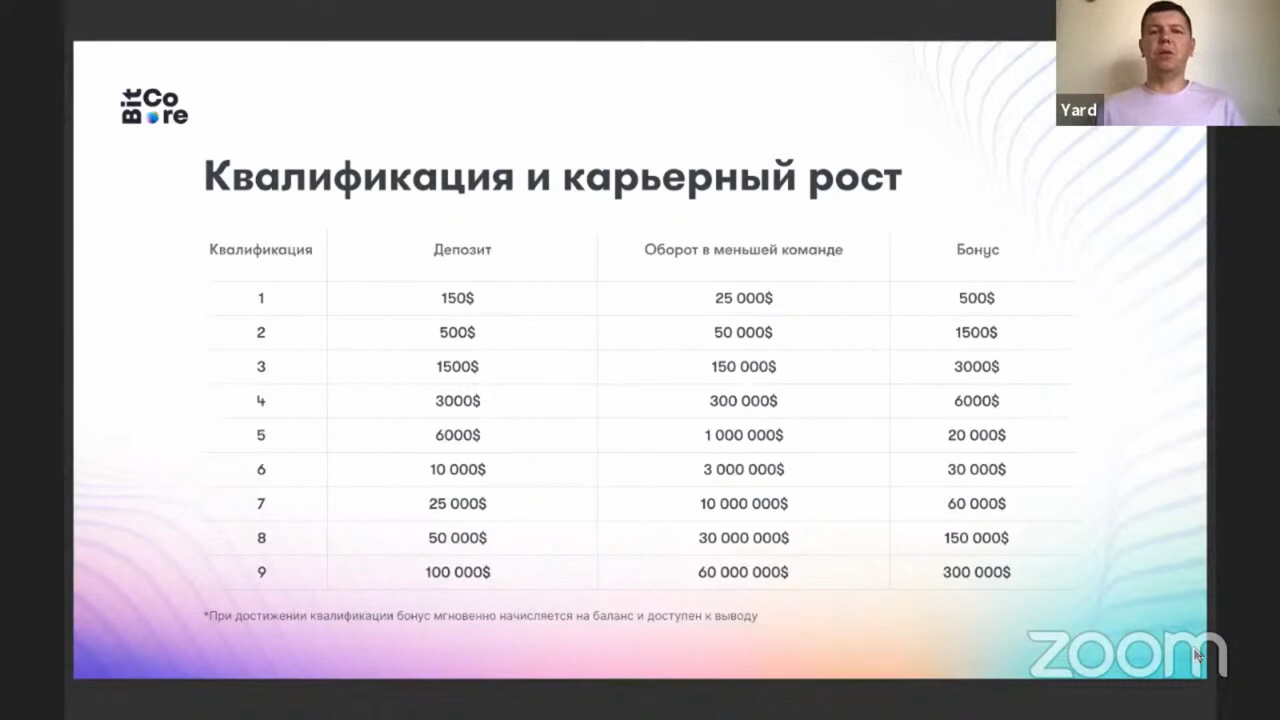 Yard
Bit Core
Квалификация и карьерный рост
Квалификация Депозит Оборот в меньшей команде Бонус
1 150$ 25 000$ 500$
2 500$ 50 000$ 1500$
3 1500$ 150 000$ 3000$
4 3000$ 300 000$ 6000$
5 6000$ 1 000 000$ 20 000$
6 10 000$ 3 000 000$ 30 000$
7 25 000$ 10 000 000$ 60 000$
8 50 000$ 30 000 000$ 150 000$
9 100 000$ 60 000 000$ 300 000$
*При достижении квалификации бонус мгновенно начисляется на баланс и доступен к выводу
zoom